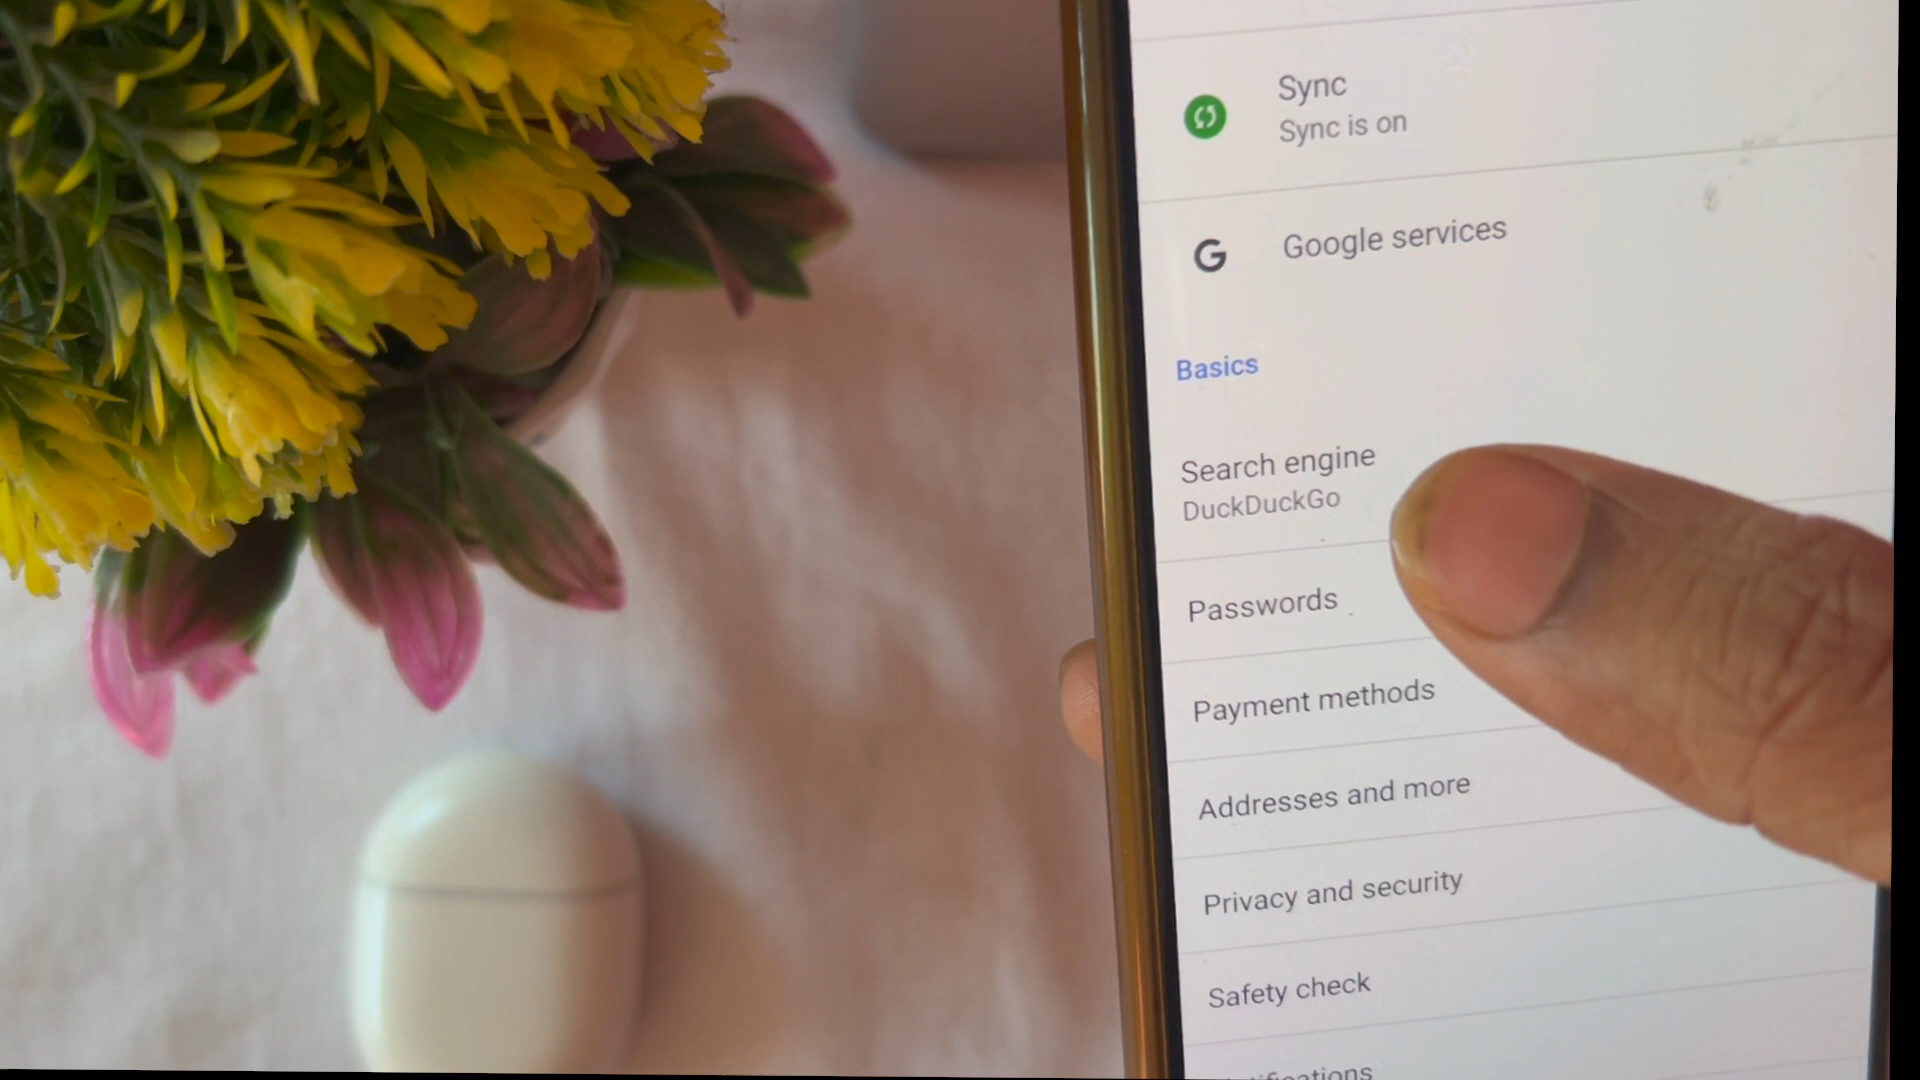 Sync
Sync is on
Google services
Basics
Search engine
DuckDuckGo
Passwords
Payment methods
Addresses and more
Privacy and security
Safety check